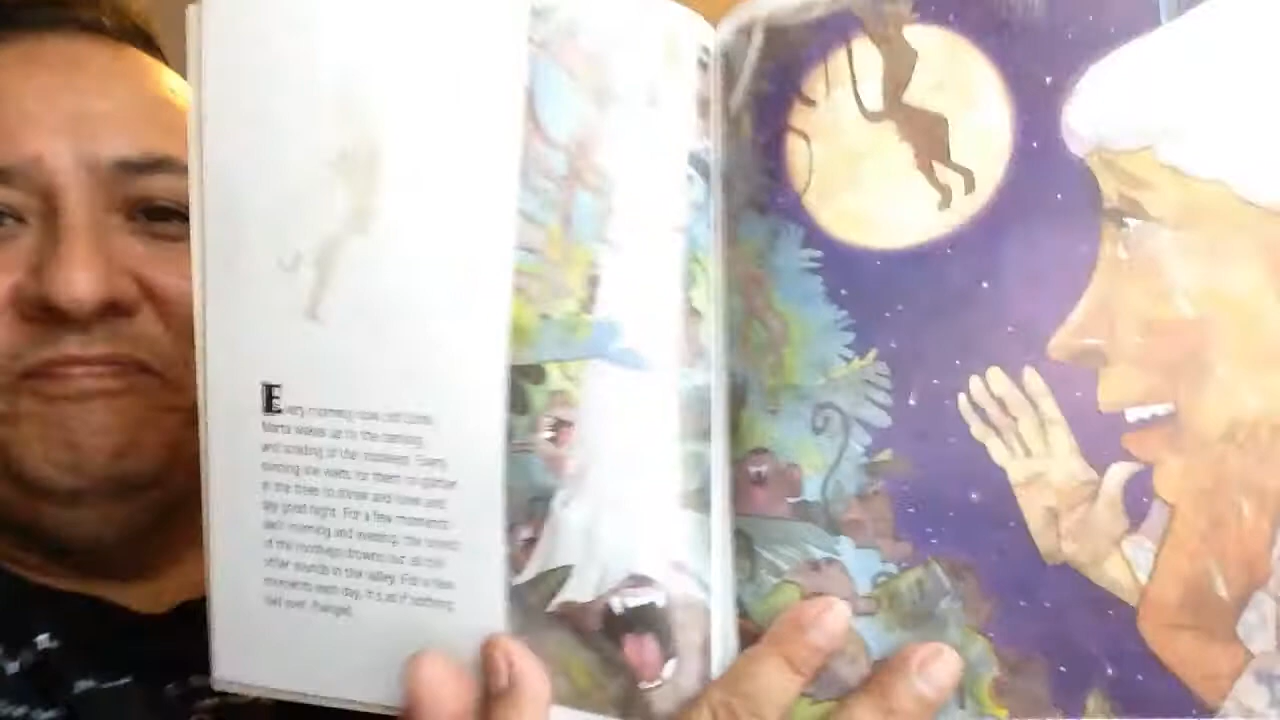 Every morning
Marta wakes up to the
and scolding of the monkeys. Every
evening she waits for them to gather
in the trees to shriek and howl and
say good night. For a few moments
each morning and evening, the sound
of the monkeys drowns out all the
other sounds in the valley. For a few
moments each day, it is as if nothing
had ever changed.